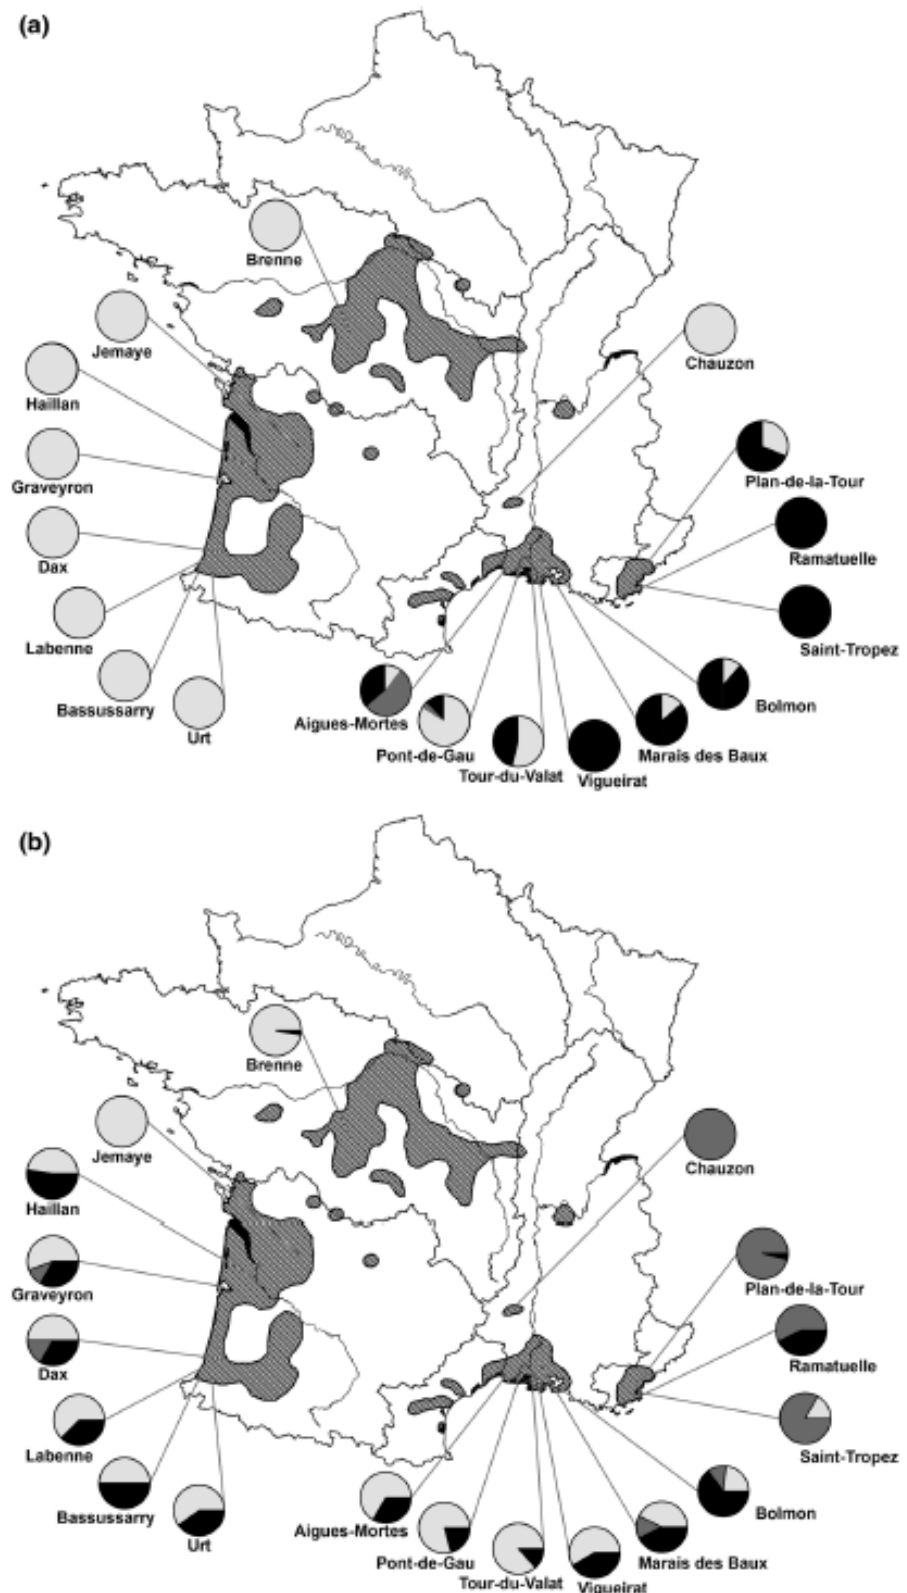 (a)
Brenne
Jemaye
Chauzon
Haillan
Plan-de-la-Tour
Graveyron
Ramatuelle
Dax
Labenne
Saint-Tropez
Bassussarry
Bolmon
Urt
Aigues-Mortes
Pont-de-Gau
Marais des Baux
Tour-du-Valat
Vigueirat
(b)
Brenne
Jemaye
Chauzon
Haillan
Graveyron
Plan-de-la-Tour
Ramatuelle
Dax
Labenne
Saint-Tropez
Bassussarry
Bolmon
Aigues-Mortes
Urt
Pont-de-Gau
Marais des Baux
Tour-du-Valat
Vigueirat